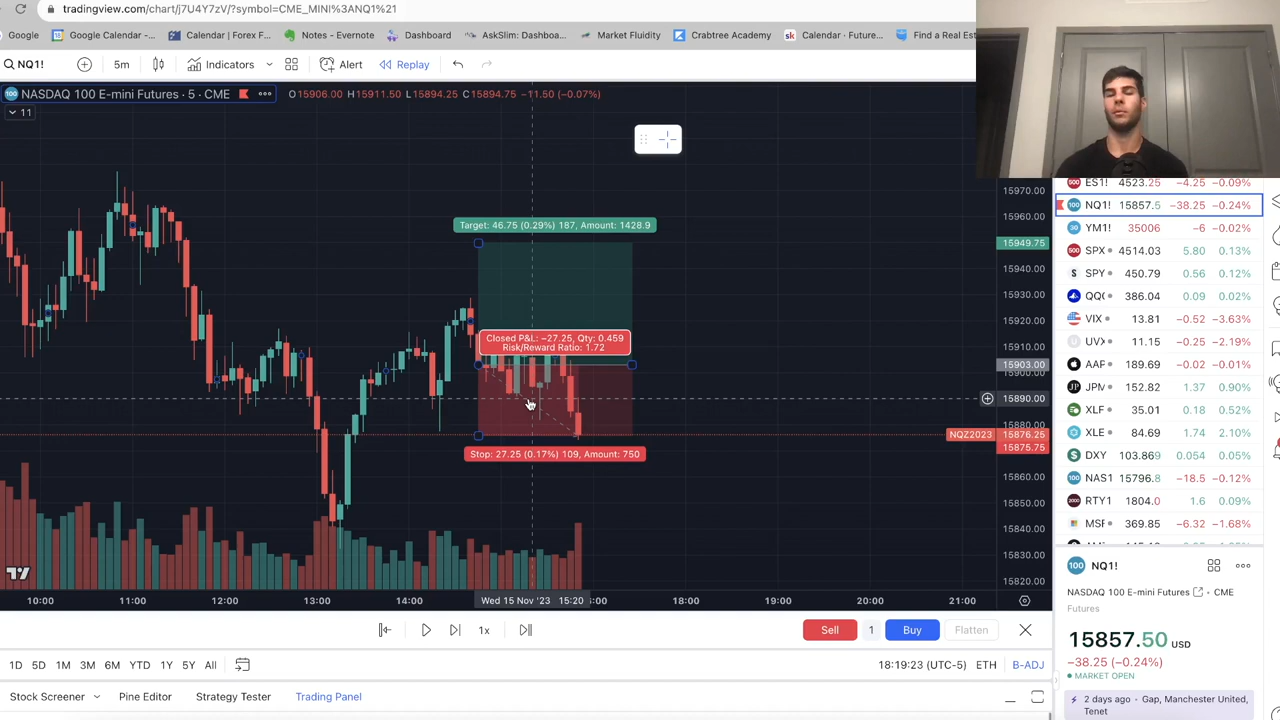 tradingview.com/chart/j7U4Y7zV/?symbol=CME_MINI%3ANQ1%21
Google
Google Calendar -...
Calendar | Forex F...
Notes - Evernote
Dashboard
AskSlim: Dashboa...
Market Fluidity
Crabtree Academy
Calendar · Future...
Find a Real Est
NQ1!
5m
Indicators
Alert
Replay
NASDAQ 100 E-mini Futures · 5 · CME
O15906.00 H15911.50 L15894.25 C15894.75 −11.50 (−0.07%)
11
Target: 46.75 (0.29%) 187, Amount: 1428.9
Closed P&L: −27.25, Qty: 0.459
Risk/Reward Ratio: 1.72
Stop: 27.25 (0.17%) 109, Amount: 750
15970.00
15960.00
15949.75
15940.00
15930.00
15920.00
15910.00
15903.00
15900.00
15890.00
15880.00
NQZ2023 15876.25
15875.75
15860.00
15850.00
15840.00
15830.00
15820.00
10:00 11:00 12:00 13:00 14:00 Wed 15 Nov '23 15:20 :00 18:00 19:00 20:00 21:00
1x
Sell 1 Buy Flatten
1D 5D 1M 3M 6M YTD 1Y 5Y All
18:19:23 (UTC-5) ETH B-ADJ
Stock Screener Pine Editor Strategy Tester Trading Panel
ES1! 4523.25 −4.25 −0.09%
NQ1! 15857.5 −38.25 −0.24%
YM1! 35006 −6 −0.02%
SPX 4514.03 5.80 0.13%
SPY 450.79 0.56 0.12%
QQ 386.04 0.09 0.02%
VIX 13.81 −0.52 −3.63%
UV 11.15 −0.25 −2.19%
AAP 189.69 −0.02 −0.01%
JPM 152.82 1.37 0.90%
XLF 35.01 0.18 0.52%
XLE 84.69 1.74 2.10%
DXY 103.869 0.054 0.05%
NAS1 15796.8 −18.5 −0.12%
RTY1 1804.0 1.6 0.09%
MSF 369.85 −6.32 −1.68%
NQ1!
NASDAQ 100 E-mini Futures · CME
Futures
15857.50 USD
−38.25 (−0.24%)
MARKET OPEN
2 days ago · Gap, Manchester United,
Tenet